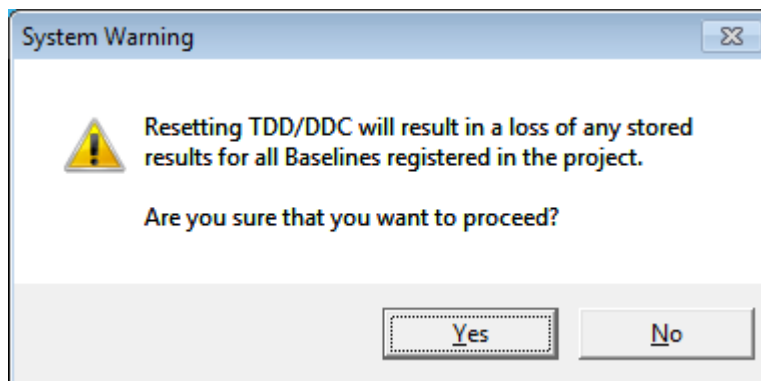 System Warning
Resetting TDD/DDC will result in a loss of any stored
results for all Baselines registered in the project.
Are you sure that you want to proceed?
Yes
No